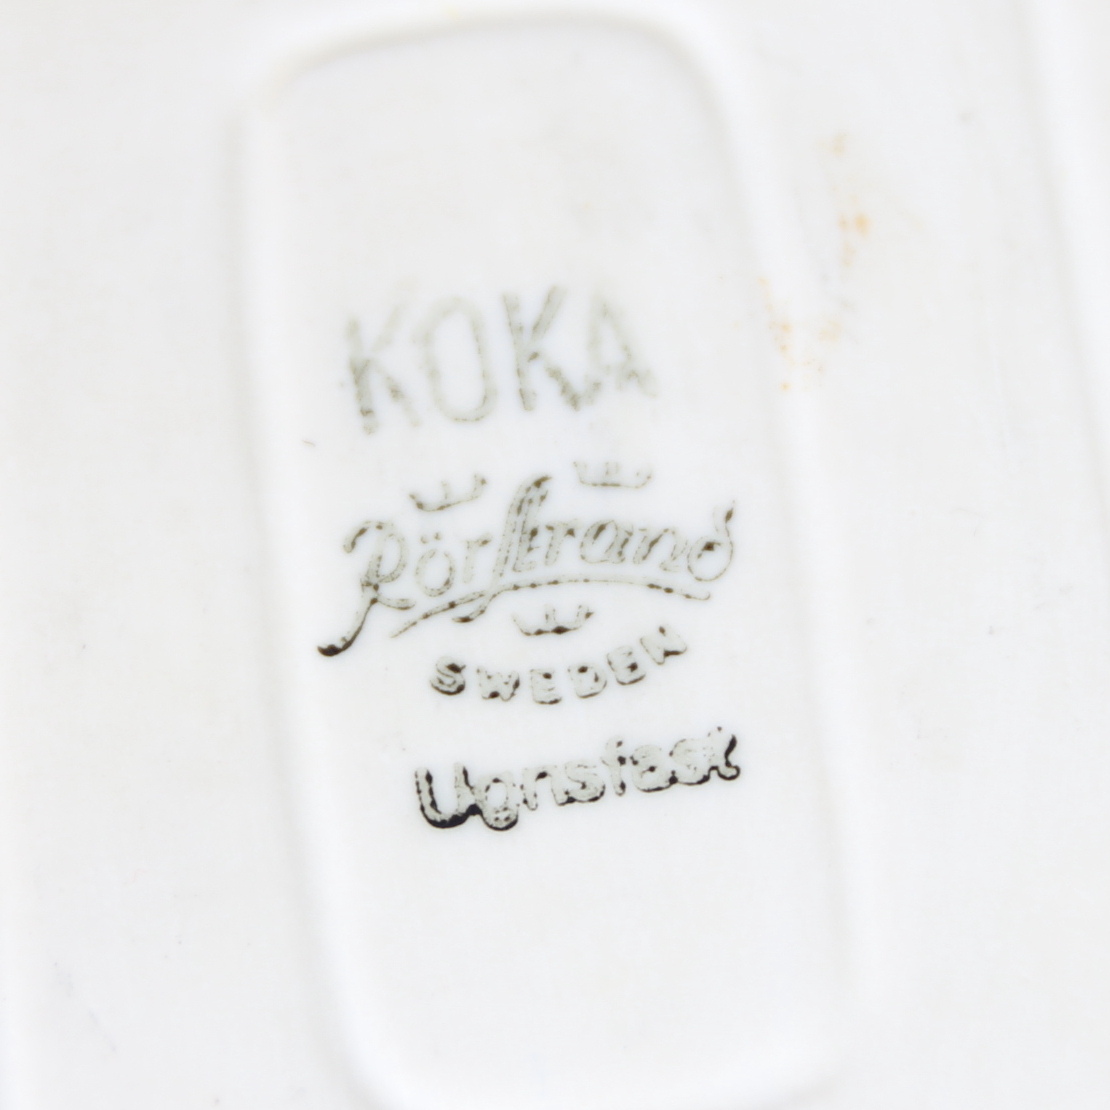 KOKA
Rörstrand
SWEDEN
Ugnsfast